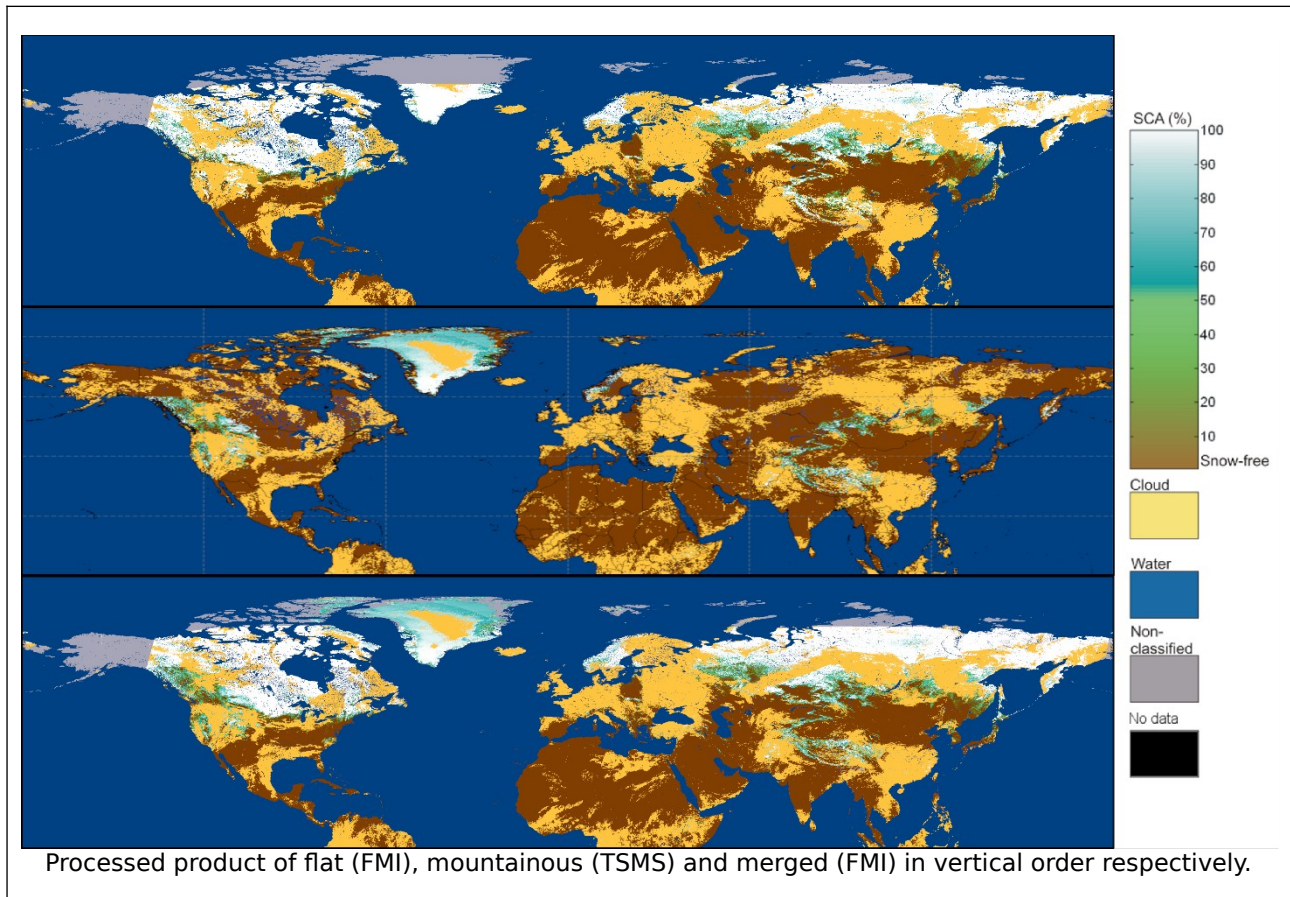 SCA (%)
100
90
80
70
60
50
40
30
20
10
Snow-free
Cloud
Water
Non-
classified
No data
Processed product of flat (FMI), mountainous (TSMS) and merged (FMI) in vertical order respectively.